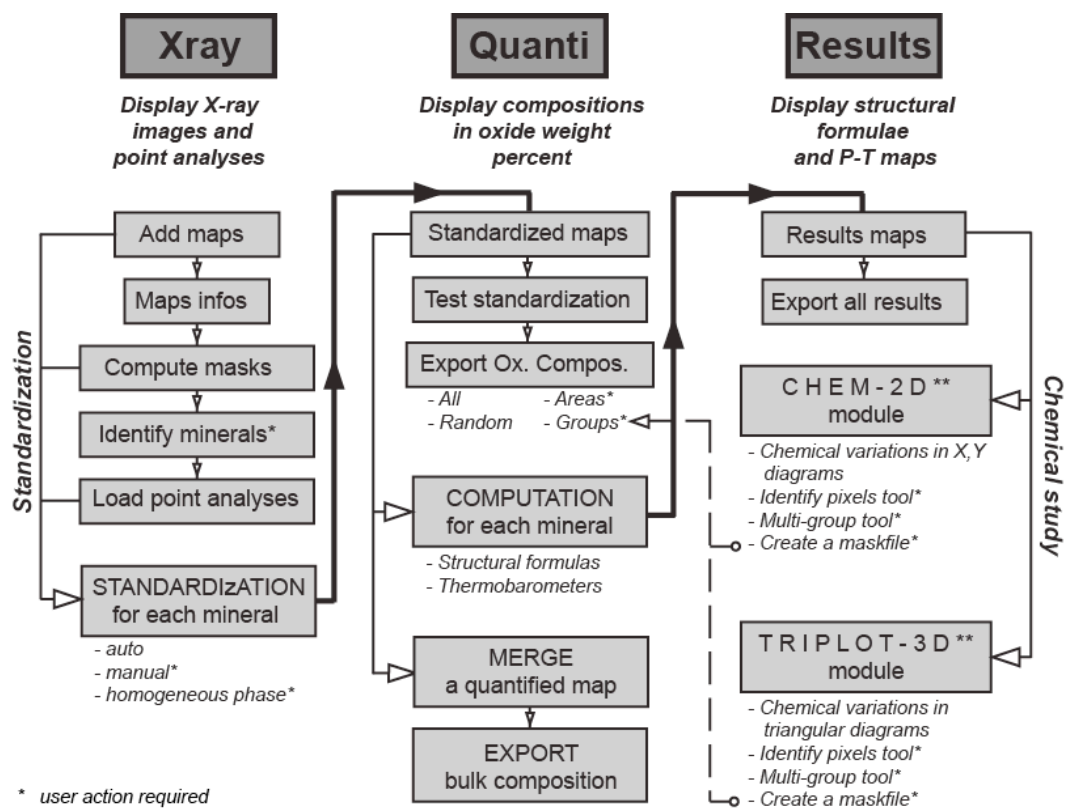 Xray
Display X-ray
images and
point analyses
Add maps
Maps infos
Compute masks
Identify minerals*
Load point analyses
Standardization
STANDARDIzATION
for each mineral
- auto
- manual*
- homogeneous phase*
* user action required
Quanti
Display compositions
in oxide weight
percent
Standardized maps
Test standardization
Export Ox. Compos.
- All - Areas*
- Random - Groups*
COMPUTATION
for each mineral
- Structural formulas
- Thermobarometers
MERGE
a quantified map
EXPORT
bulk composition
Results
Display structural
formulae
and P-T maps
Results maps
Export all results
CHEM-2D**
module
- Chemical variations in X,Y
diagrams
- Identify pixels tool*
- Multi-group tool*
- Create a maskfile*
Chemical study
TRIPLOT-3D**
module
- Chemical variations in
triangular diagrams
- Identify pixels tool*
- Multi-group tool*
- Create a maskfile*